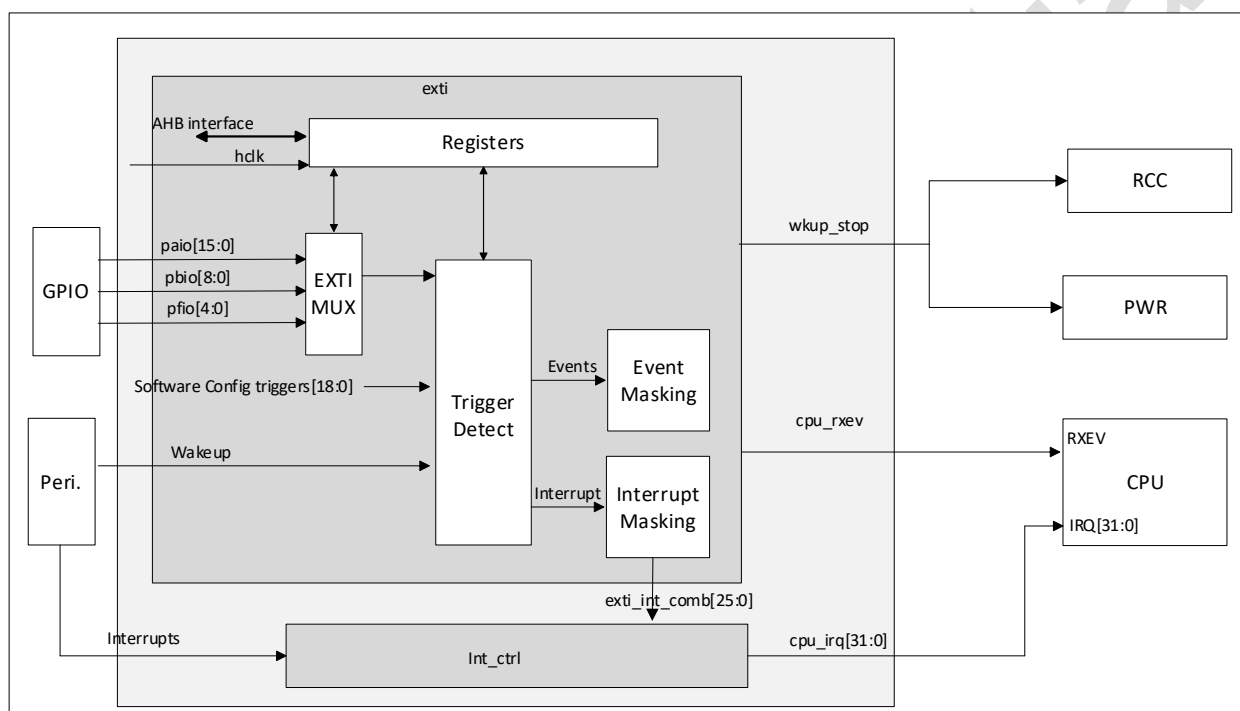 exti
AHB interface
Registers
hclk
RCC
wkup_stop
paio[15:0]
GPIO
pbio[8:0]
EXTI
MUX
pfio[4:0]
PWR
Events
Event
Masking
Software Config triggers[18:0]
Trigger
Detect
cpu_rxev
RXEV
Wakeup
Peri.
CPU
Interrupt
Interrupt
Masking
IRQ[31:0]
exti_int_comb[25:0]
Interrupts
Int_ctrl
cpu_irq[31:0]